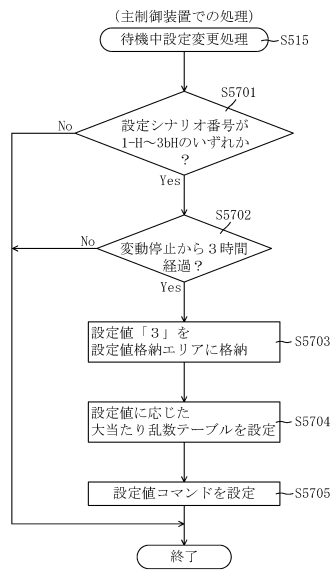 (主制御装置での処理)
待機中設定変更処理
S515
S5701
設定シナリオ番号が
1-H~3bHのいずれか
?
No
Yes
S5702
変動停止から3時間
経過?
No
Yes
設定値「3」を
設定値格納エリアに格納
S5703
設定値に応じた
大当たり乱数テーブルを設定
S5704
設定値コマンドを設定
S5705
終了